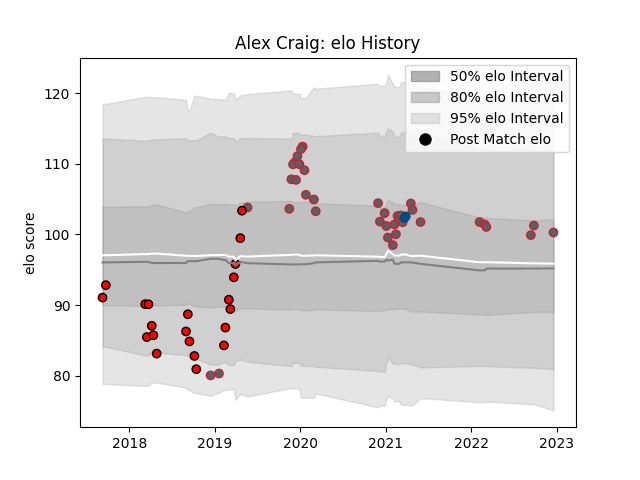 Alex Craig: elo History
50% elo Interval
80% elo Interval
95% elo Interval
Post Match elo
elo score
120
110
100
90
80
2018
2019
2020
2021
2022
2023